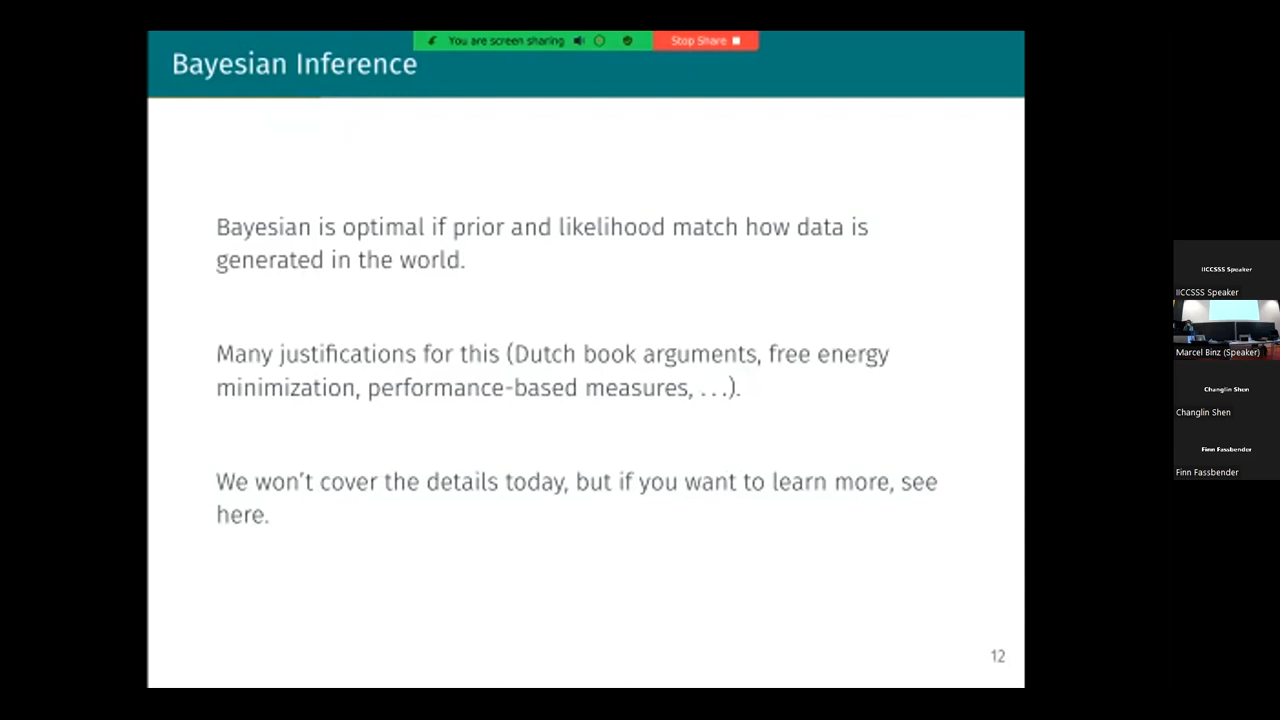 You are screen sharing
Stop Share
Bayesian Inference
Bayesian is optimal if prior and likelihood match how data is
generated in the world.
Many justifications for this (Dutch book arguments, free energy
minimization, performance-based measures, . . .).
We won't cover the details today, but if you want to learn more, see
here.
12
IICCSSS Speaker
IICCSSS Speaker
Marcel Binz (Speaker)
Changlin Shen
Changlin Shen
Finn Fassbender
Finn Fassbender